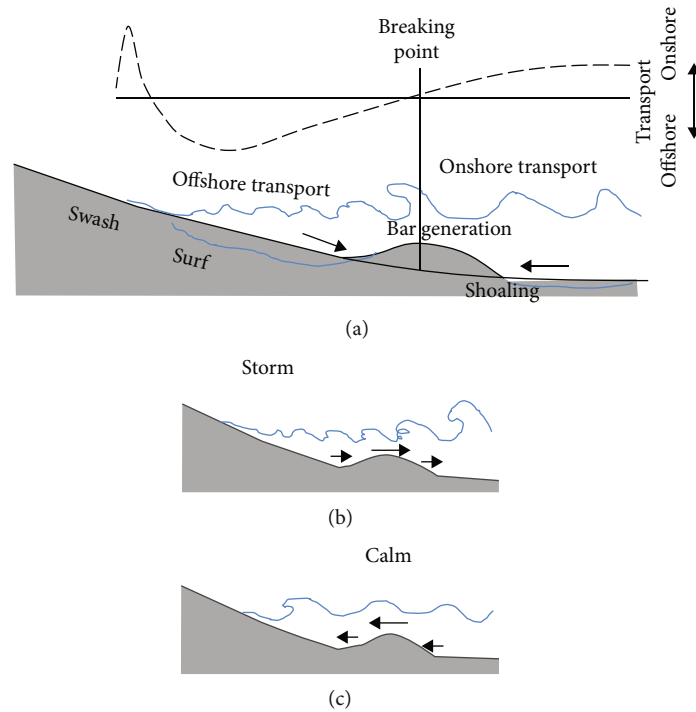 Breaking
point
Onshore
Transport
Offshore
Offshore transport
Onshore transport
Swash
Bar generation
Surf
Shoaling
(a)
Storm
(b)
Calm
(c)